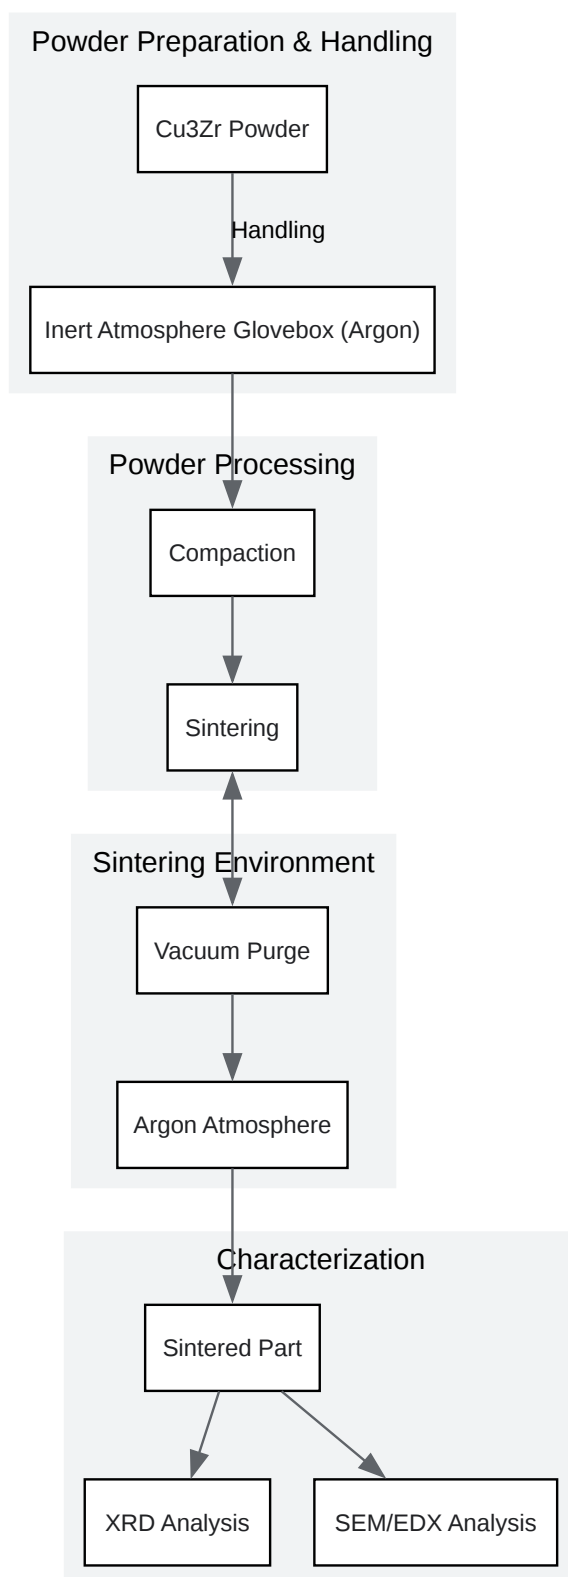 Powder Preparation & Handling
Cu3Zr Powder
Handling
Inert Atmosphere Glovebox (Argon)
Powder Processing
Compaction
Sintering
Sintering Environment
Vacuum Purge
Argon Atmosphere
Characterization
Sintered Part
XRD Analysis
SEM/EDX Analysis